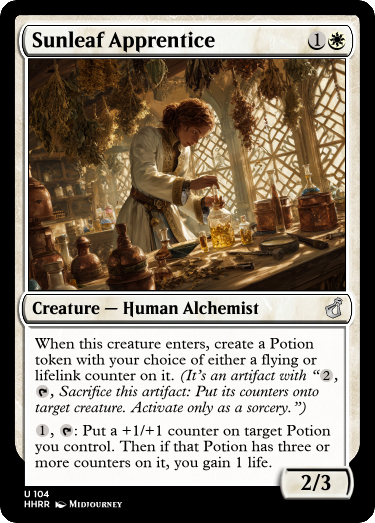 Sunleaf Apprentice 1
Creature — Human Alchemist
When this creature enters, create a Potion
token with your choice of either a flying or
lifelink counter on it. (It's an artifact with “2,
, Sacrifice this artifact: Put its counters onto
target creature. Activate only as a sorcery.”)
1, : Put a +1/+1 counter on target Potion
you control. Then if that Potion has three or
more counters on it, you gain 1 life.
2/3
U 104
HHRR Midjourney